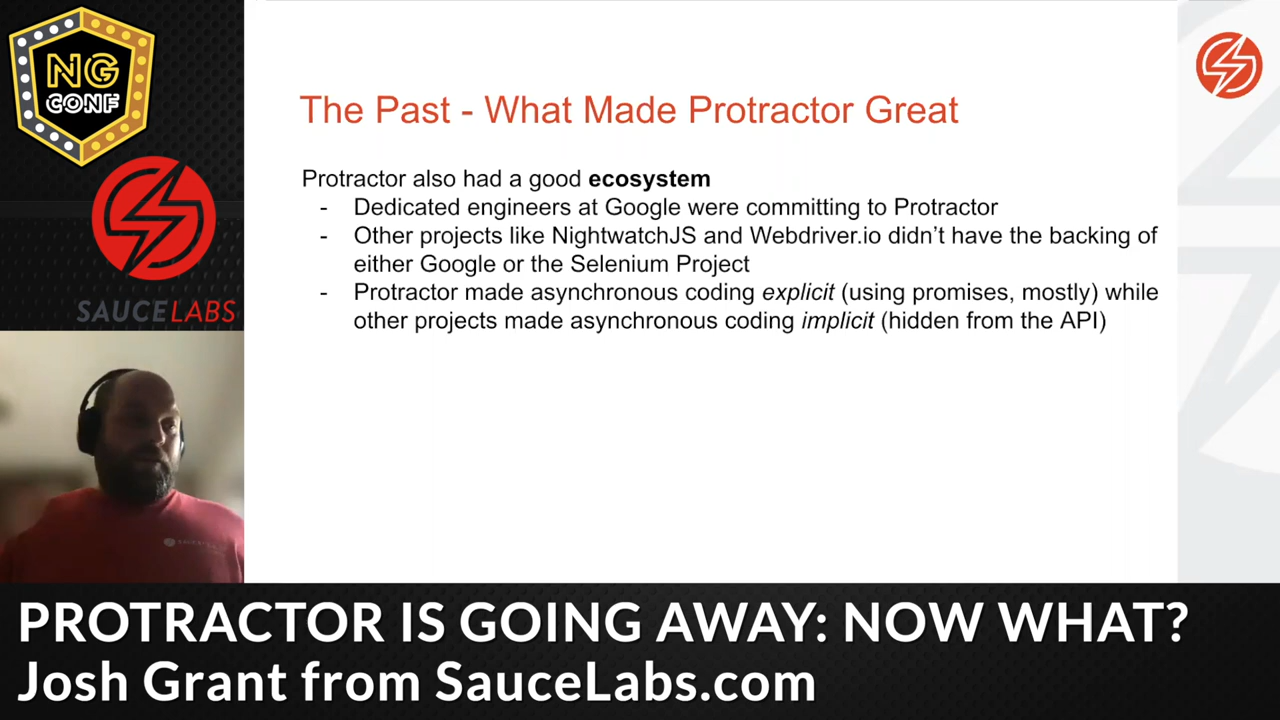 NG
CONF
SAUCELABS
The Past - What Made Protractor Great
Protractor also had a good ecosystem
- Dedicated engineers at Google were committing to Protractor
- Other projects like NightwatchJS and Webdriver.io didn’t have the backing of
either Google or the Selenium Project
- Protractor made asynchronous coding explicit (using promises, mostly) while
other projects made asynchronous coding implicit (hidden from the API)
PROTRACTOR IS GOING AWAY: NOW WHAT?
Josh Grant from SauceLabs.com